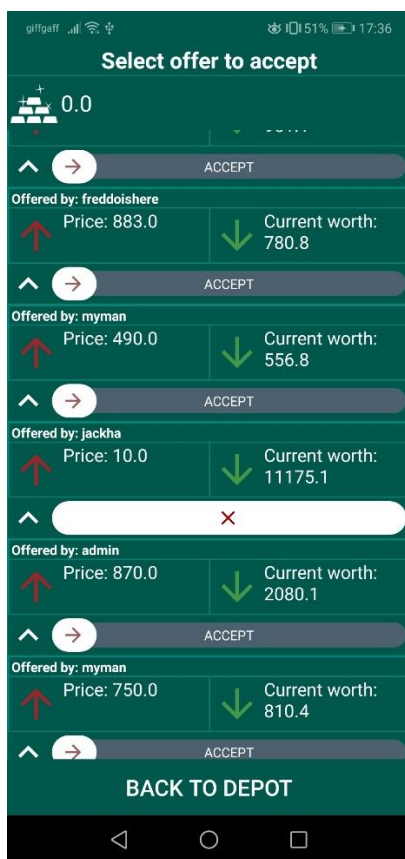 giffgaff 51% 17:36
Select offer to accept
0.0
ACCEPT
Offered by: freddoishere
Price: 883.0 Current worth:
780.8
ACCEPT
Offered by: myman
Price: 490.0 Current worth:
556.8
ACCEPT
Offered by: jackha
Price: 10.0 Current worth:
11175.1
Offered by: admin
Price: 870.0 Current worth:
2080.1
ACCEPT
Offered by: myman
Price: 750.0 Current worth:
810.4
ACCEPT
BACK TO DEPOT